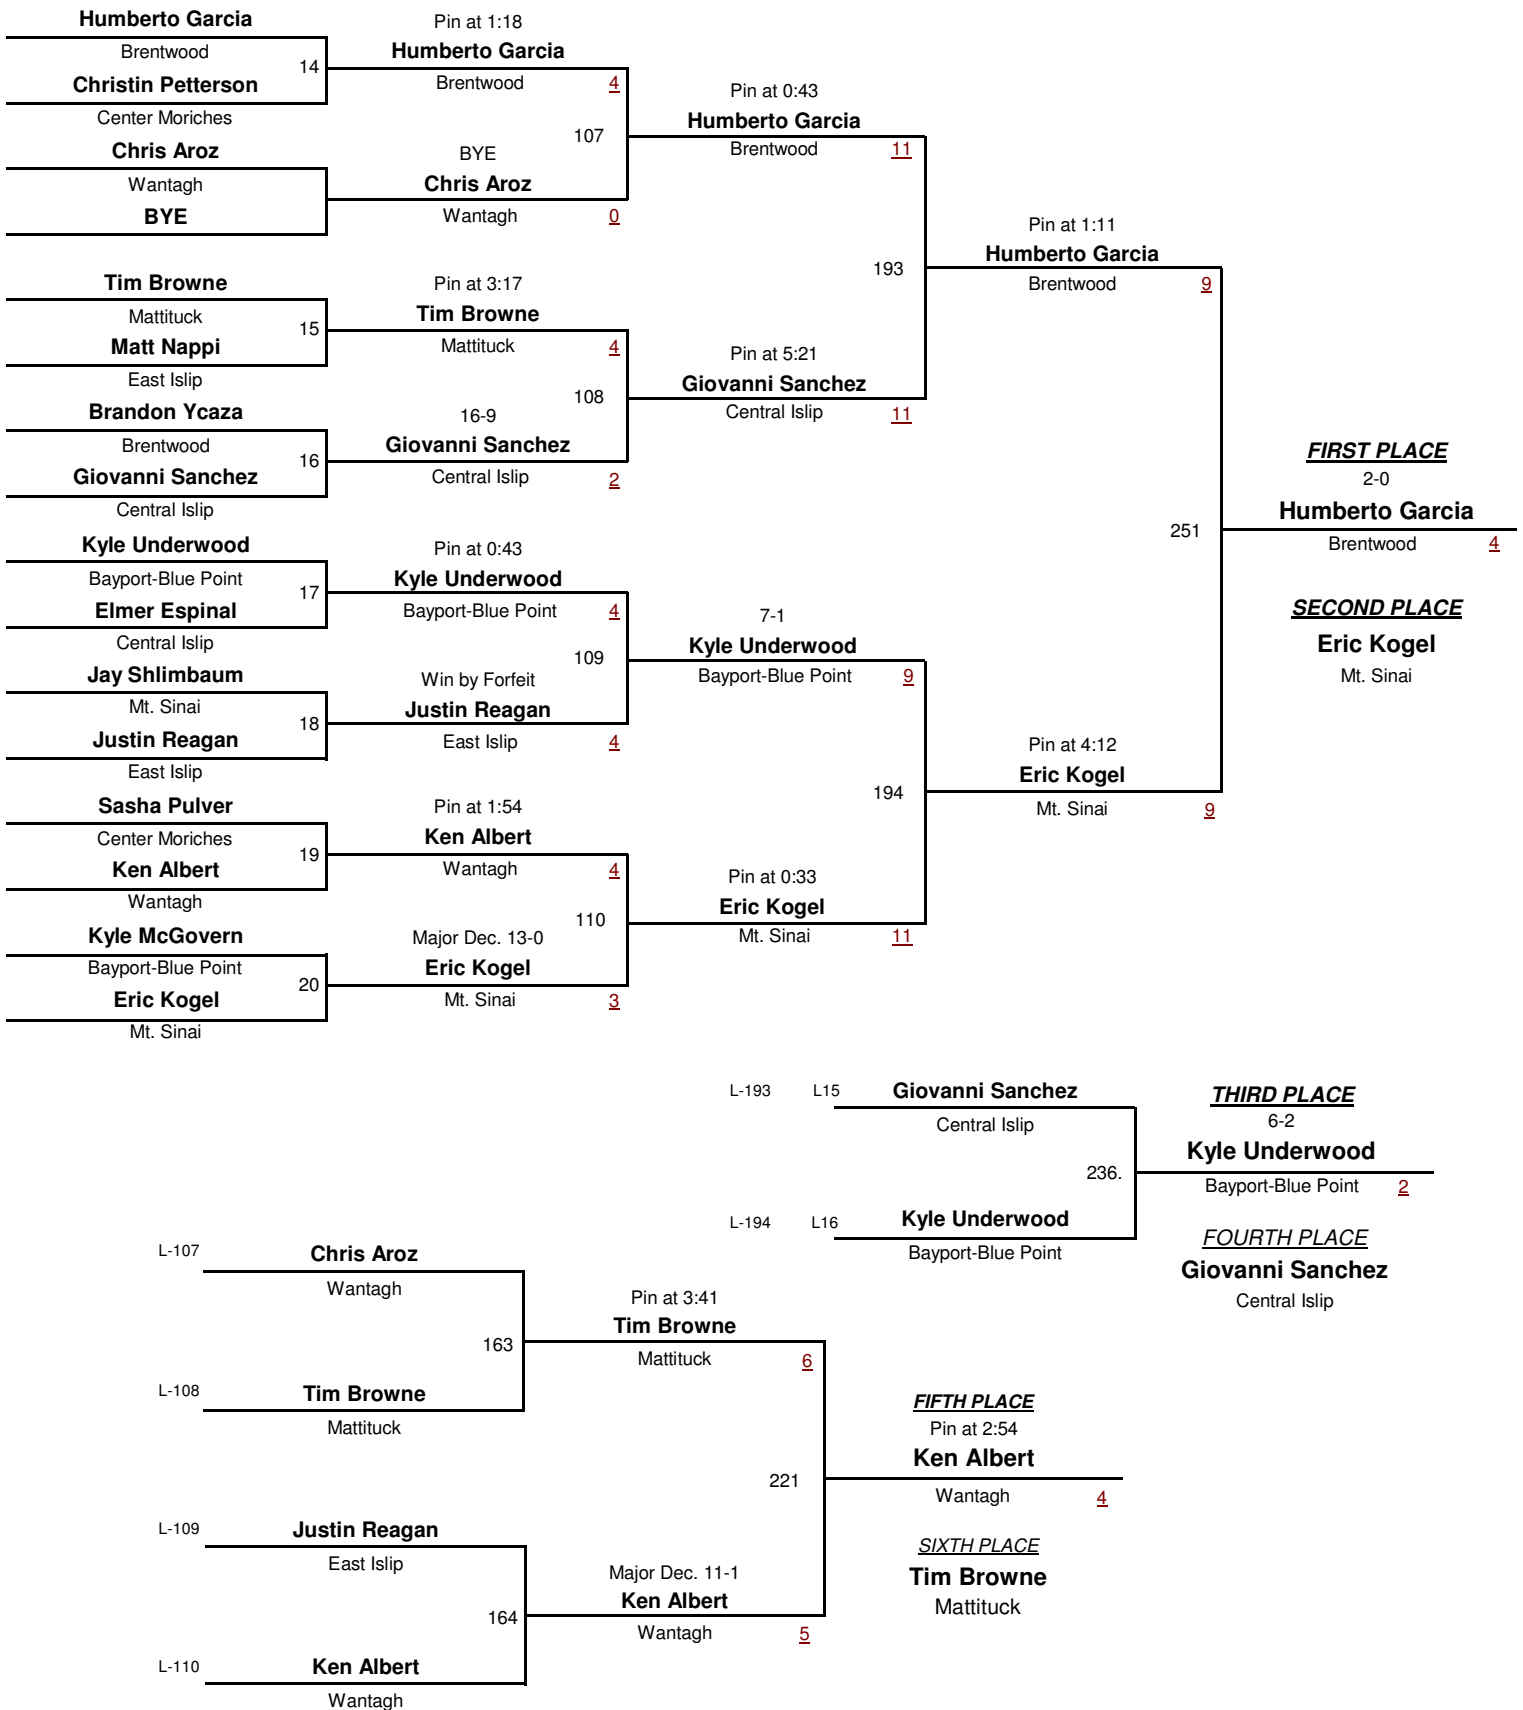 Humberto Garcia
Brentwood
14
Christin Petterson
Center Moriches
Chris Aroz
Wantagh
BYE
Tim Browne
Mattituck
15
Matt Nappi
East Islip
Brandon Ycaza
Brentwood
16
Giovanni Sanchez
Central Islip
Kyle Underwood
Bayport-Blue Point
17
Elmer Espinal
Central Islip
Jay Shlimbaum
Mt. Sinai
18
Justin Reagan
East Islip
Sasha Pulver
Center Moriches
19
Ken Albert
Wantagh
Kyle McGovern
Bayport-Blue Point
20
Eric Kogel
Mt. Sinai
Pin at 1:18
Humberto Garcia
Brentwood 4
107
BYE
Chris Aroz
Wantagh 0
Pin at 3:17
Tim Browne
Mattituck 4
108
16-9
Giovanni Sanchez
Central Islip 2
Pin at 0:43
Kyle Underwood
Bayport-Blue Point 4
109
Win by Forfeit
Justin Reagan
East Islip 4
Pin at 1:54
Ken Albert
Wantagh 4
110
Major Dec. 13-0
Eric Kogel
Mt. Sinai 3
Pin at 0:43
Humberto Garcia
Brentwood 11
193
Pin at 5:21
Giovanni Sanchez
Central Islip 11
7-1
Kyle Underwood
Bayport-Blue Point 9
194
Pin at 0:33
Eric Kogel
Mt. Sinai 11
Pin at 1:11
Humberto Garcia
Brentwood 9
251
Pin at 4:12
Eric Kogel
Mt. Sinai 9
FIRST PLACE
2-0
Humberto Garcia
Brentwood 4
SECOND PLACE
Eric Kogel
Mt. Sinai
L-193 L15 Giovanni Sanchez
Central Islip
236.
L-194 L16 Kyle Underwood
Bayport-Blue Point
THIRD PLACE
6-2
Kyle Underwood
Bayport-Blue Point 2
FOURTH PLACE
Giovanni Sanchez
Central Islip
L-107 Chris Aroz
Wantagh
163
L-108 Tim Browne
Mattituck
L-109 Justin Reagan
East Islip
164
L-110 Ken Albert
Wantagh
Pin at 3:41
Tim Browne
Mattituck 6
221
Major Dec. 11-1
Ken Albert
Wantagh 5
FIFTH PLACE
Pin at 2:54
Ken Albert
Wantagh 4
SIXTH PLACE
Tim Browne
Mattituck